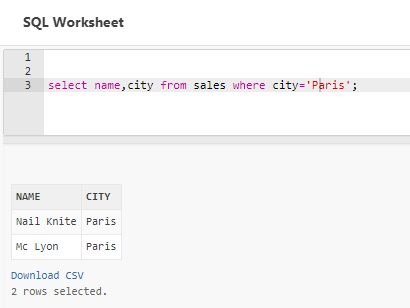 SQL Worksheet
1
2
3 select name,city from sales where city='Paris';
NAME CITY
Nail Knite Paris
Mc Lyon Paris
Download CSV
2 rows selected.